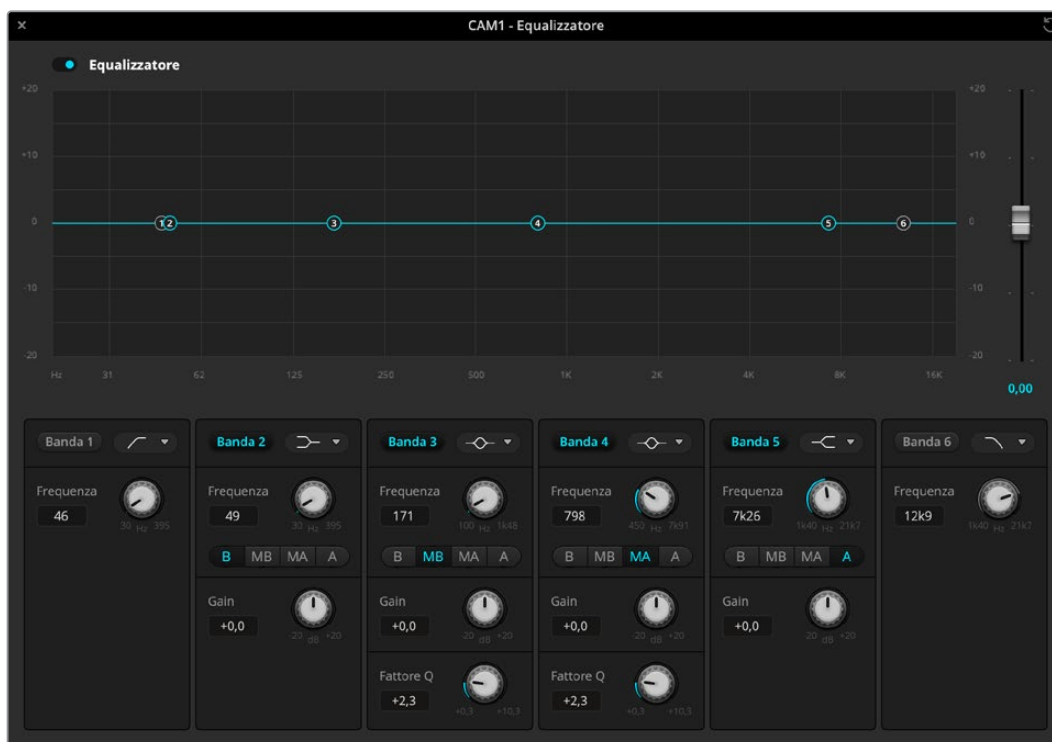 CAM1 - Equalizzatore
Equalizzatore
+20 +20
+10 +10
0 1 2 3 4 5 6 0
-10 -10
-20 -20
Hz 31 62 125 250 500 1K 2K 4K 8K 16K
0,00
Banda 1 Banda 2 Banda 3 Banda 4 Banda 5 Banda 6
Frequenza Frequenza Frequenza Frequenza Frequenza Frequenza
46 49 171 798 7k26 12k9
30 Hz 395 30 Hz 395 100 Hz 1k48 450 Hz 7k91 1k40 Hz 21k7 1k40 Hz 21k7
B MB MA A B MB MA A B MB MA A B MB MA A
Gain Gain Gain Gain
+0,0 +0,0 +0,0 +0,0
-20 dB +20 -20 dB +20 -20 dB +20 -20 dB +20
Fattore Q Fattore Q
+2,3 +2,3
+0,3 +10,3 +0,3 +10,3